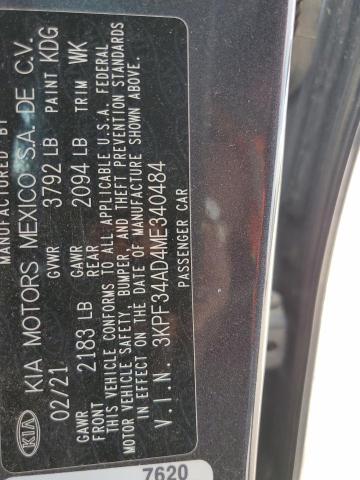 MANUFACTURED BY
KIA KIA MOTORS MEXICO S.A. DE C.V.
02/21 GVWR 3792 LB PAINT KDG
GAWR FRONT 2183 LB GAWR REAR 2094 LB TRIM WK
THIS VEHICLE CONFORMS TO ALL APPLICABLE U.S.A. FEDERAL
MOTOR VEHICLE SAFETY, BUMPER, AND THEFT PREVENTION STANDARDS
IN EFFECT ON THE DATE OF MANUFACTURE SHOWN ABOVE.
V.I.N. 3KPF34AD4ME340484
PASSENGER CAR
7620